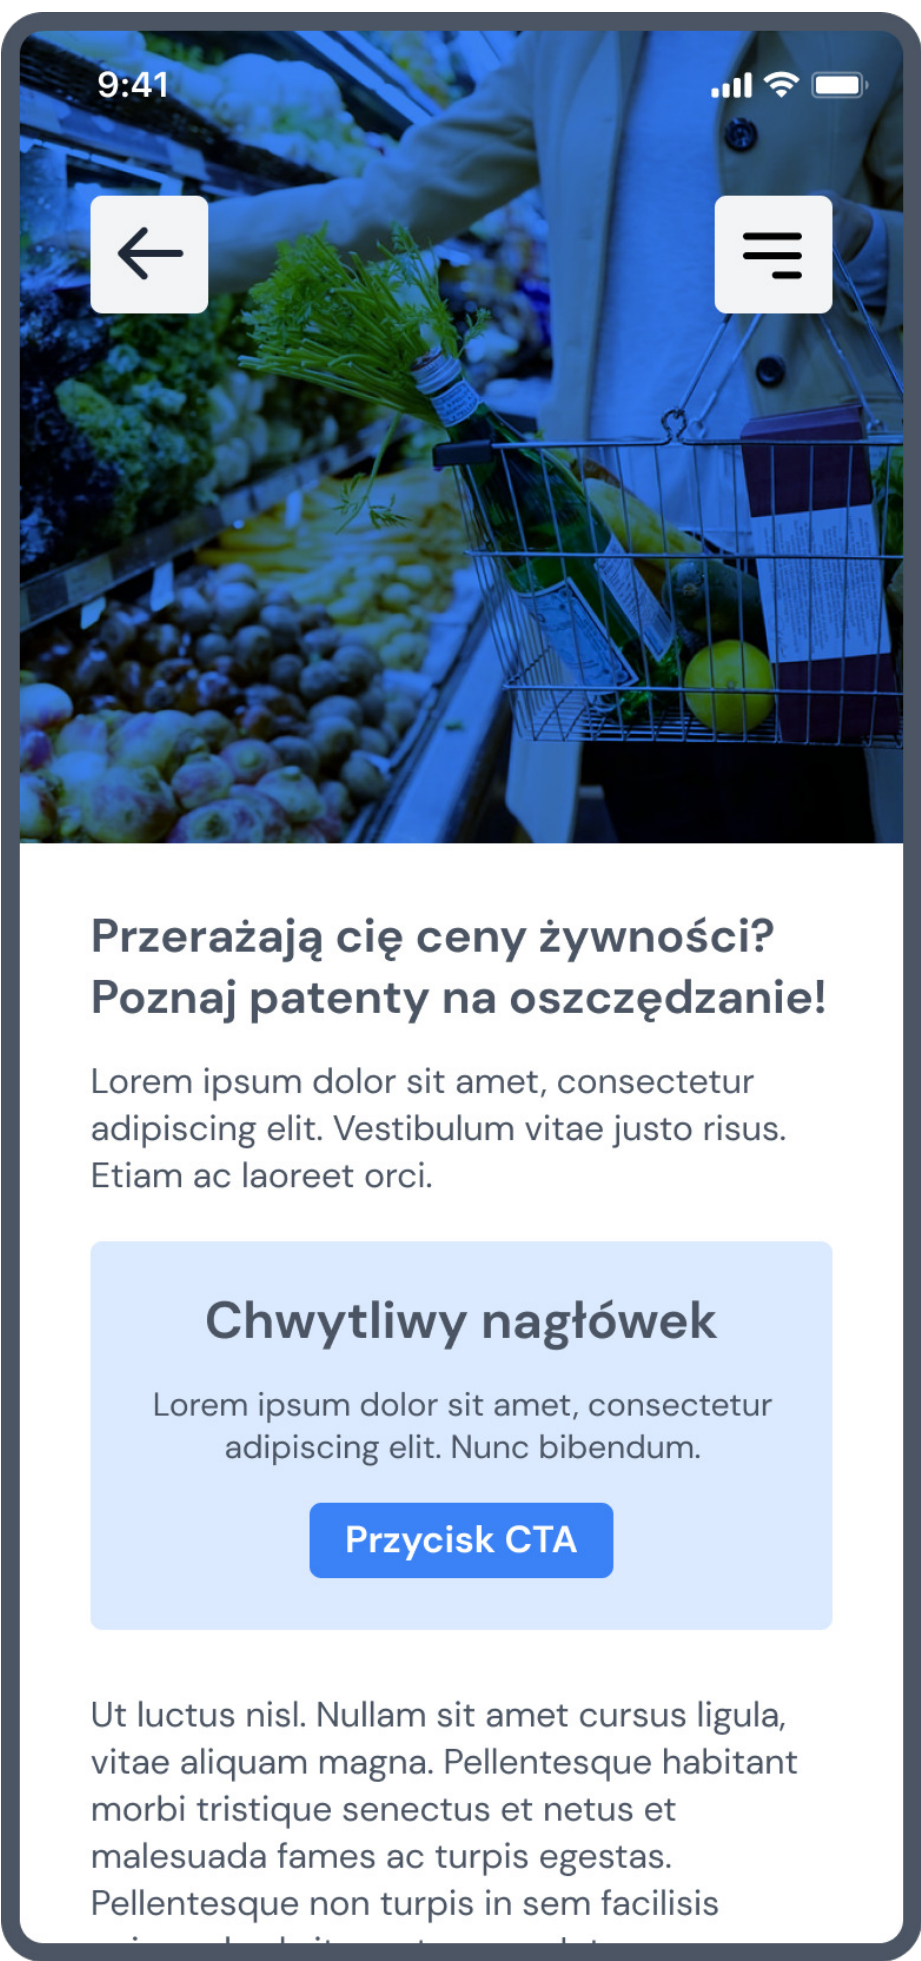 9:41
Przerażają cię ceny żywności?
Poznaj patenty na oszczędzanie!
Lorem ipsum dolor sit amet, consectetur
adipiscing elit. Vestibulum vitae justo risus.
Etiam ac laoreet orci.
Chwytliwy nagłówek
Lorem ipsum dolor sit amet, consectetur
adipiscing elit. Nunc bibendum.
Przycisk CTA
Ut luctus nisl. Nullam sit amet cursus ligula,
vitae aliquam magna. Pellentesque habitant
morbi tristique senectus et netus et
malesuada fames ac turpis egestas.
Pellentesque non turpis in sem facilisis